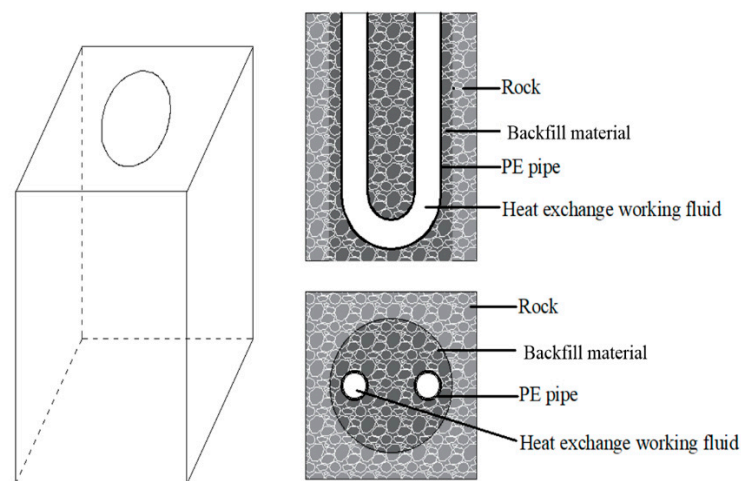 Rock
Backfill material
PE pipe
Heat exchange working fluid
Rock
Backfill material
PE pipe
Heat exchange working fluid